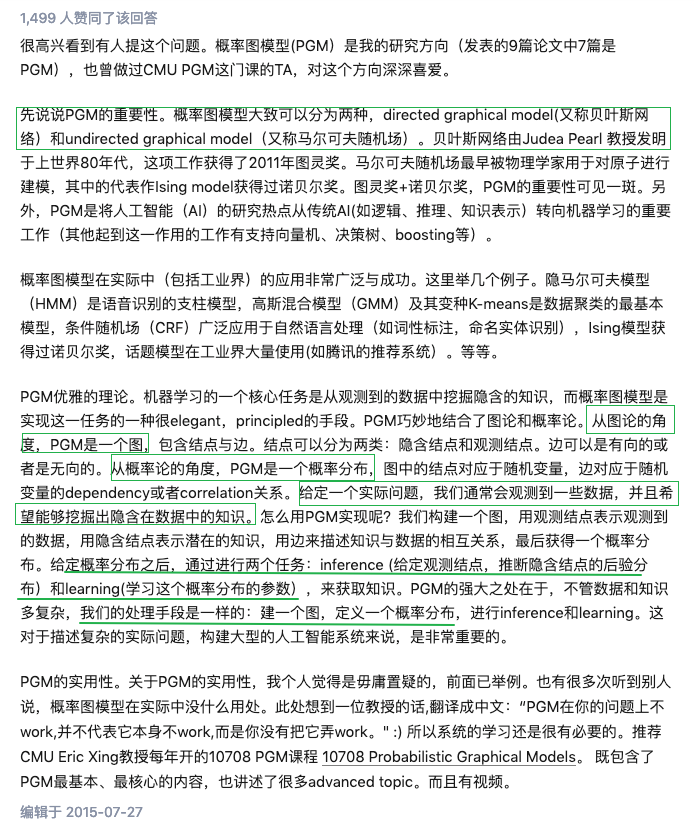 1,499 人赞同了该回答
很高兴看到有人提这个问题。概率图模型(PGM）是我的研究方向（发表的9篇论文中7篇是
PGM），也曾做过CMU PGM这门课的TA，对这个方向深深喜爱。
先说说PGM的重要性。概率图模型大致可以分为两种，directed graphical model(又称贝叶斯网
络）和undirected graphical model（又称马尔可夫随机场）。贝叶斯网络由Judea Pearl 教授发明
于上世界80年代，这项工作获得了2011年图灵奖。马尔可夫随机场最早被物理学家用于对原子进行
建模，其中的代表作Ising model获得过诺贝尔奖。图灵奖+诺贝尔奖，PGM的重要性可见一斑。另
外，PGM是将人工智能（AI）的研究热点从传统AI(如逻辑、推理、知识表示）转向机器学习的重要
工作（其他起到这一作用的工作有支持向量机、决策树、boosting等）。
概率图模型在实际中（包括工业界）的应用非常广泛与成功。这里举几个例子。隐马尔可夫模型
（HMM）是语音识别的支柱模型，高斯混合模型（GMM）及其变种K-means是数据聚类的最基本
模型，条件随机场（CRF）广泛应用于自然语言处理（如词性标注，命名实体识别），Ising模型获
得过诺贝尔奖，话题模型在工业界大量使用(如腾讯的推荐系统）。等等。
PGM优雅的理论。机器学习的一个核心任务是从观测到的数据中挖掘隐含的知识，而概率图模型是
实现这一任务的一种很elegant，principled的手段。PGM巧妙地结合了图论和概率论。从图论的角
度，PGM是一个图，包含结点与边。结点可以分为两类：隐含结点和观测结点。边可以是有向的或
者是无向的。从概率论的角度，PGM是一个概率分布，图中的结点对应于随机变量，边对应于随机
变量的dependency或者correlation关系。给定一个实际问题，我们通常会观测到一些数据，并且希
望能够挖掘出隐含在数据中的知识。怎么用PGM实现呢？我们构建一个图，用观测结点表示观测到
的数据，用隐含结点表示潜在的知识，用边来描述知识与数据的相互关系，最后获得一个概率分
布。给定概率分布之后，通过进行两个任务：inference (给定观测结点，推断隐含结点的后验分
布）和learning(学习这个概率分布的参数），来获取知识。PGM的强大之处在于，不管数据和知识
多复杂，我们的处理手段是一样的：建一个图，定义一个概率分布，进行inference和learning。这
对于描述复杂的实际问题，构建大型的人工智能系统来说，是非常重要的。
PGM的实用性。关于PGM的实用性，我个人觉得是毋庸置疑的，前面已举例。也有很多次听到别人
说，概率图模型在实际中没什么用处。此处想到一位教授的话,翻译成中文：“PGM在你的问题上不
work,并不代表它本身不work,而是你没有把它弄work。" :) 所以系统的学习还是很有必要的。推荐
CMU Eric Xing教授每年开的10708 PGM课程 10708 Probabilistic Graphical Models。 既包含了
PGM最基本、最核心的内容，也讲述了很多advanced topic。而且有视频。
编辑于 2015-07-27